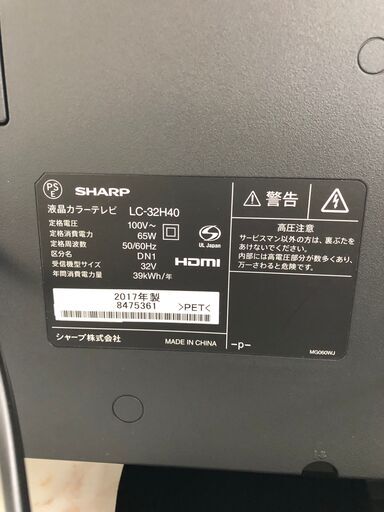 PS
E
SHARP
液晶カラーテレビ LC-32H40
定格電圧 100V~
定格消費電力 65W
定格周波数 50/60Hz
区分名 DN1
受信機型サイズ 32V
年間消費電力量 39kWh/年
UL Japan
HDMI
2017年製
8475361
>PET<
シャープ株式会社
MADE IN CHINA
警告
高圧注意
サービスマン以外の方は、裏ぶたを
あけないでください。
内部には高電圧部分が数多くあり、
万一さわると危険です。
-p-
MG060WJ